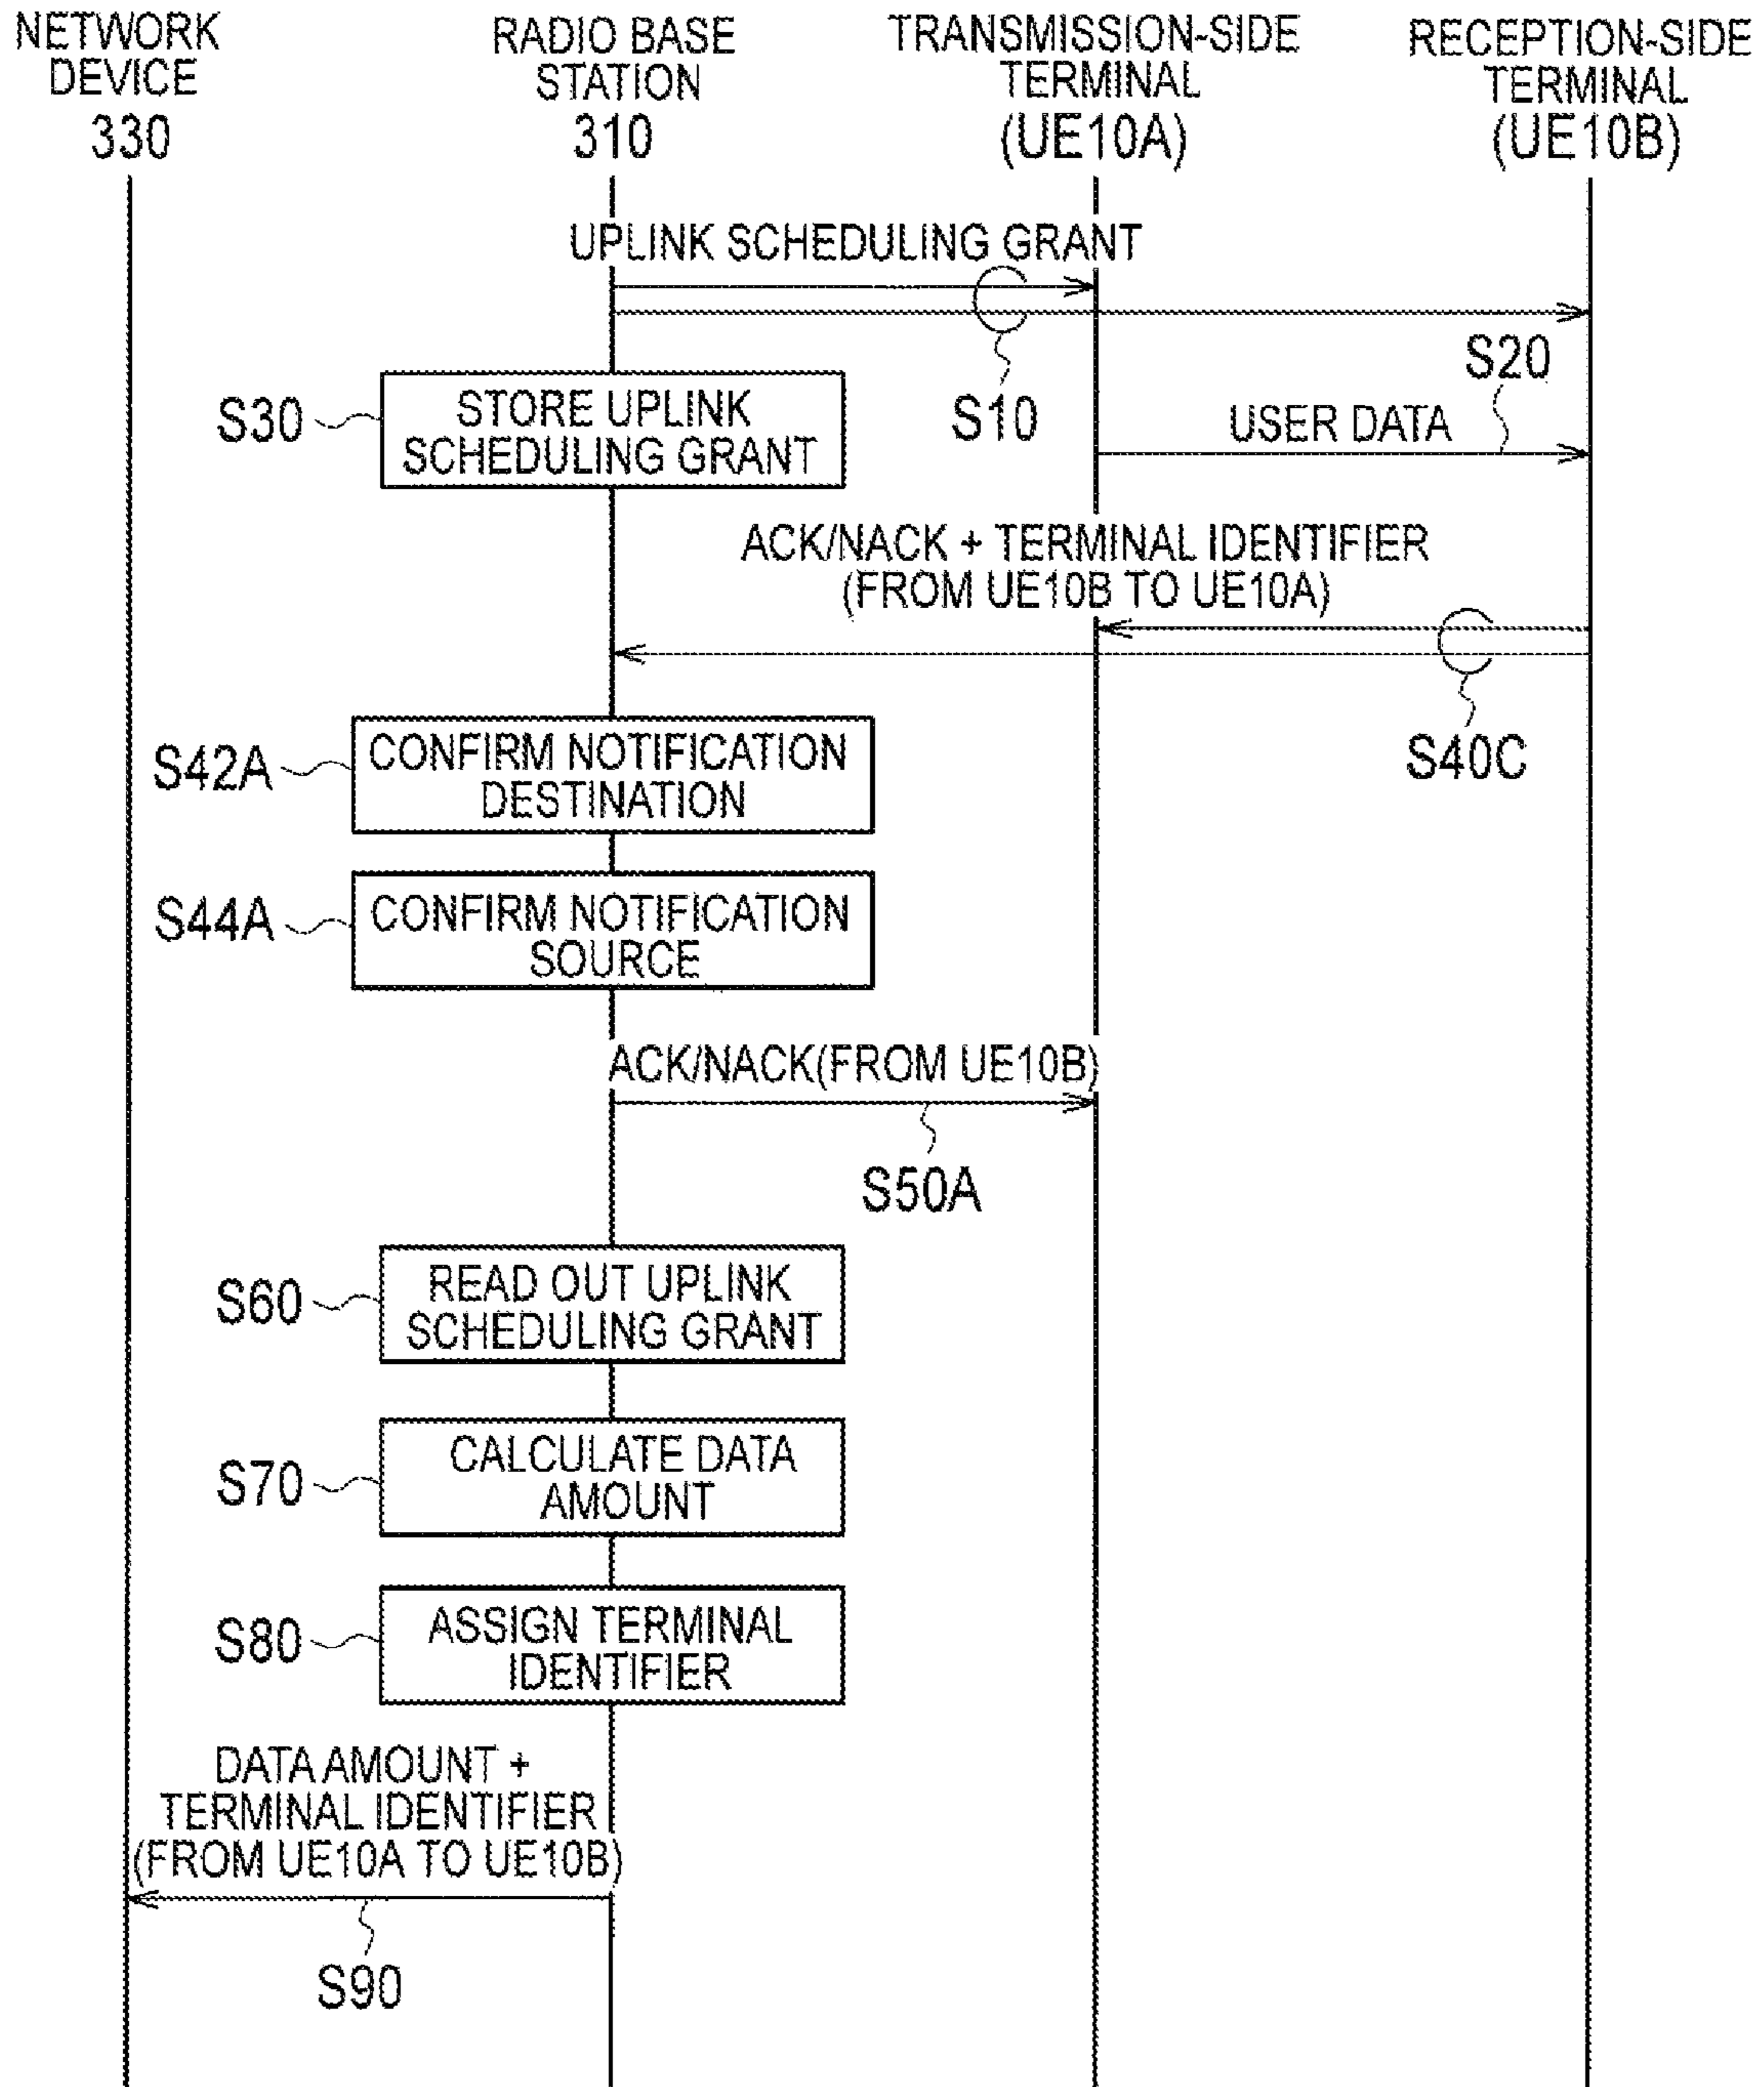 NETWORK
DEVICE
330
RADIO BASE
STATION
310
TRANSMISSION-SIDE
TERMINAL
(UE10A)
RECEPTION-SIDE
TERMINAL
(UE10B)
UPLINK SCHEDULING GRANT
S10
S20
S30
STORE UPLINK
SCHEDULING GRANT
USER DATA
ACK/NACK + TERMINAL IDENTIFIER
(FROM UE10B TO UE10A)
S40C
S42A
CONFIRM NOTIFICATION
DESTINATION
S44A
CONFIRM NOTIFICATION
SOURCE
ACK/NACK(FROM UE10B)
S50A
S60
READ OUT UPLINK
SCHEDULING GRANT
S70
CALCULATE DATA
AMOUNT
S80
ASSIGN TERMINAL
IDENTIFIER
DATA AMOUNT +
TERMINAL IDENTIFIER
(FROM UE10A TO UE10B)
S90